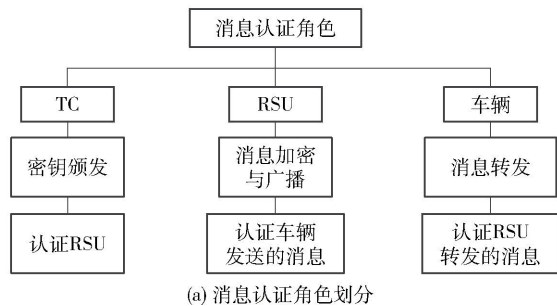 消息认证角色
TC
RSU
车辆
密钥颁发
消息加密
与广播
消息转发
认证RSU
认证车辆
发送的消息
认证RSU
转发的消息
(a) 消息认证角色划分